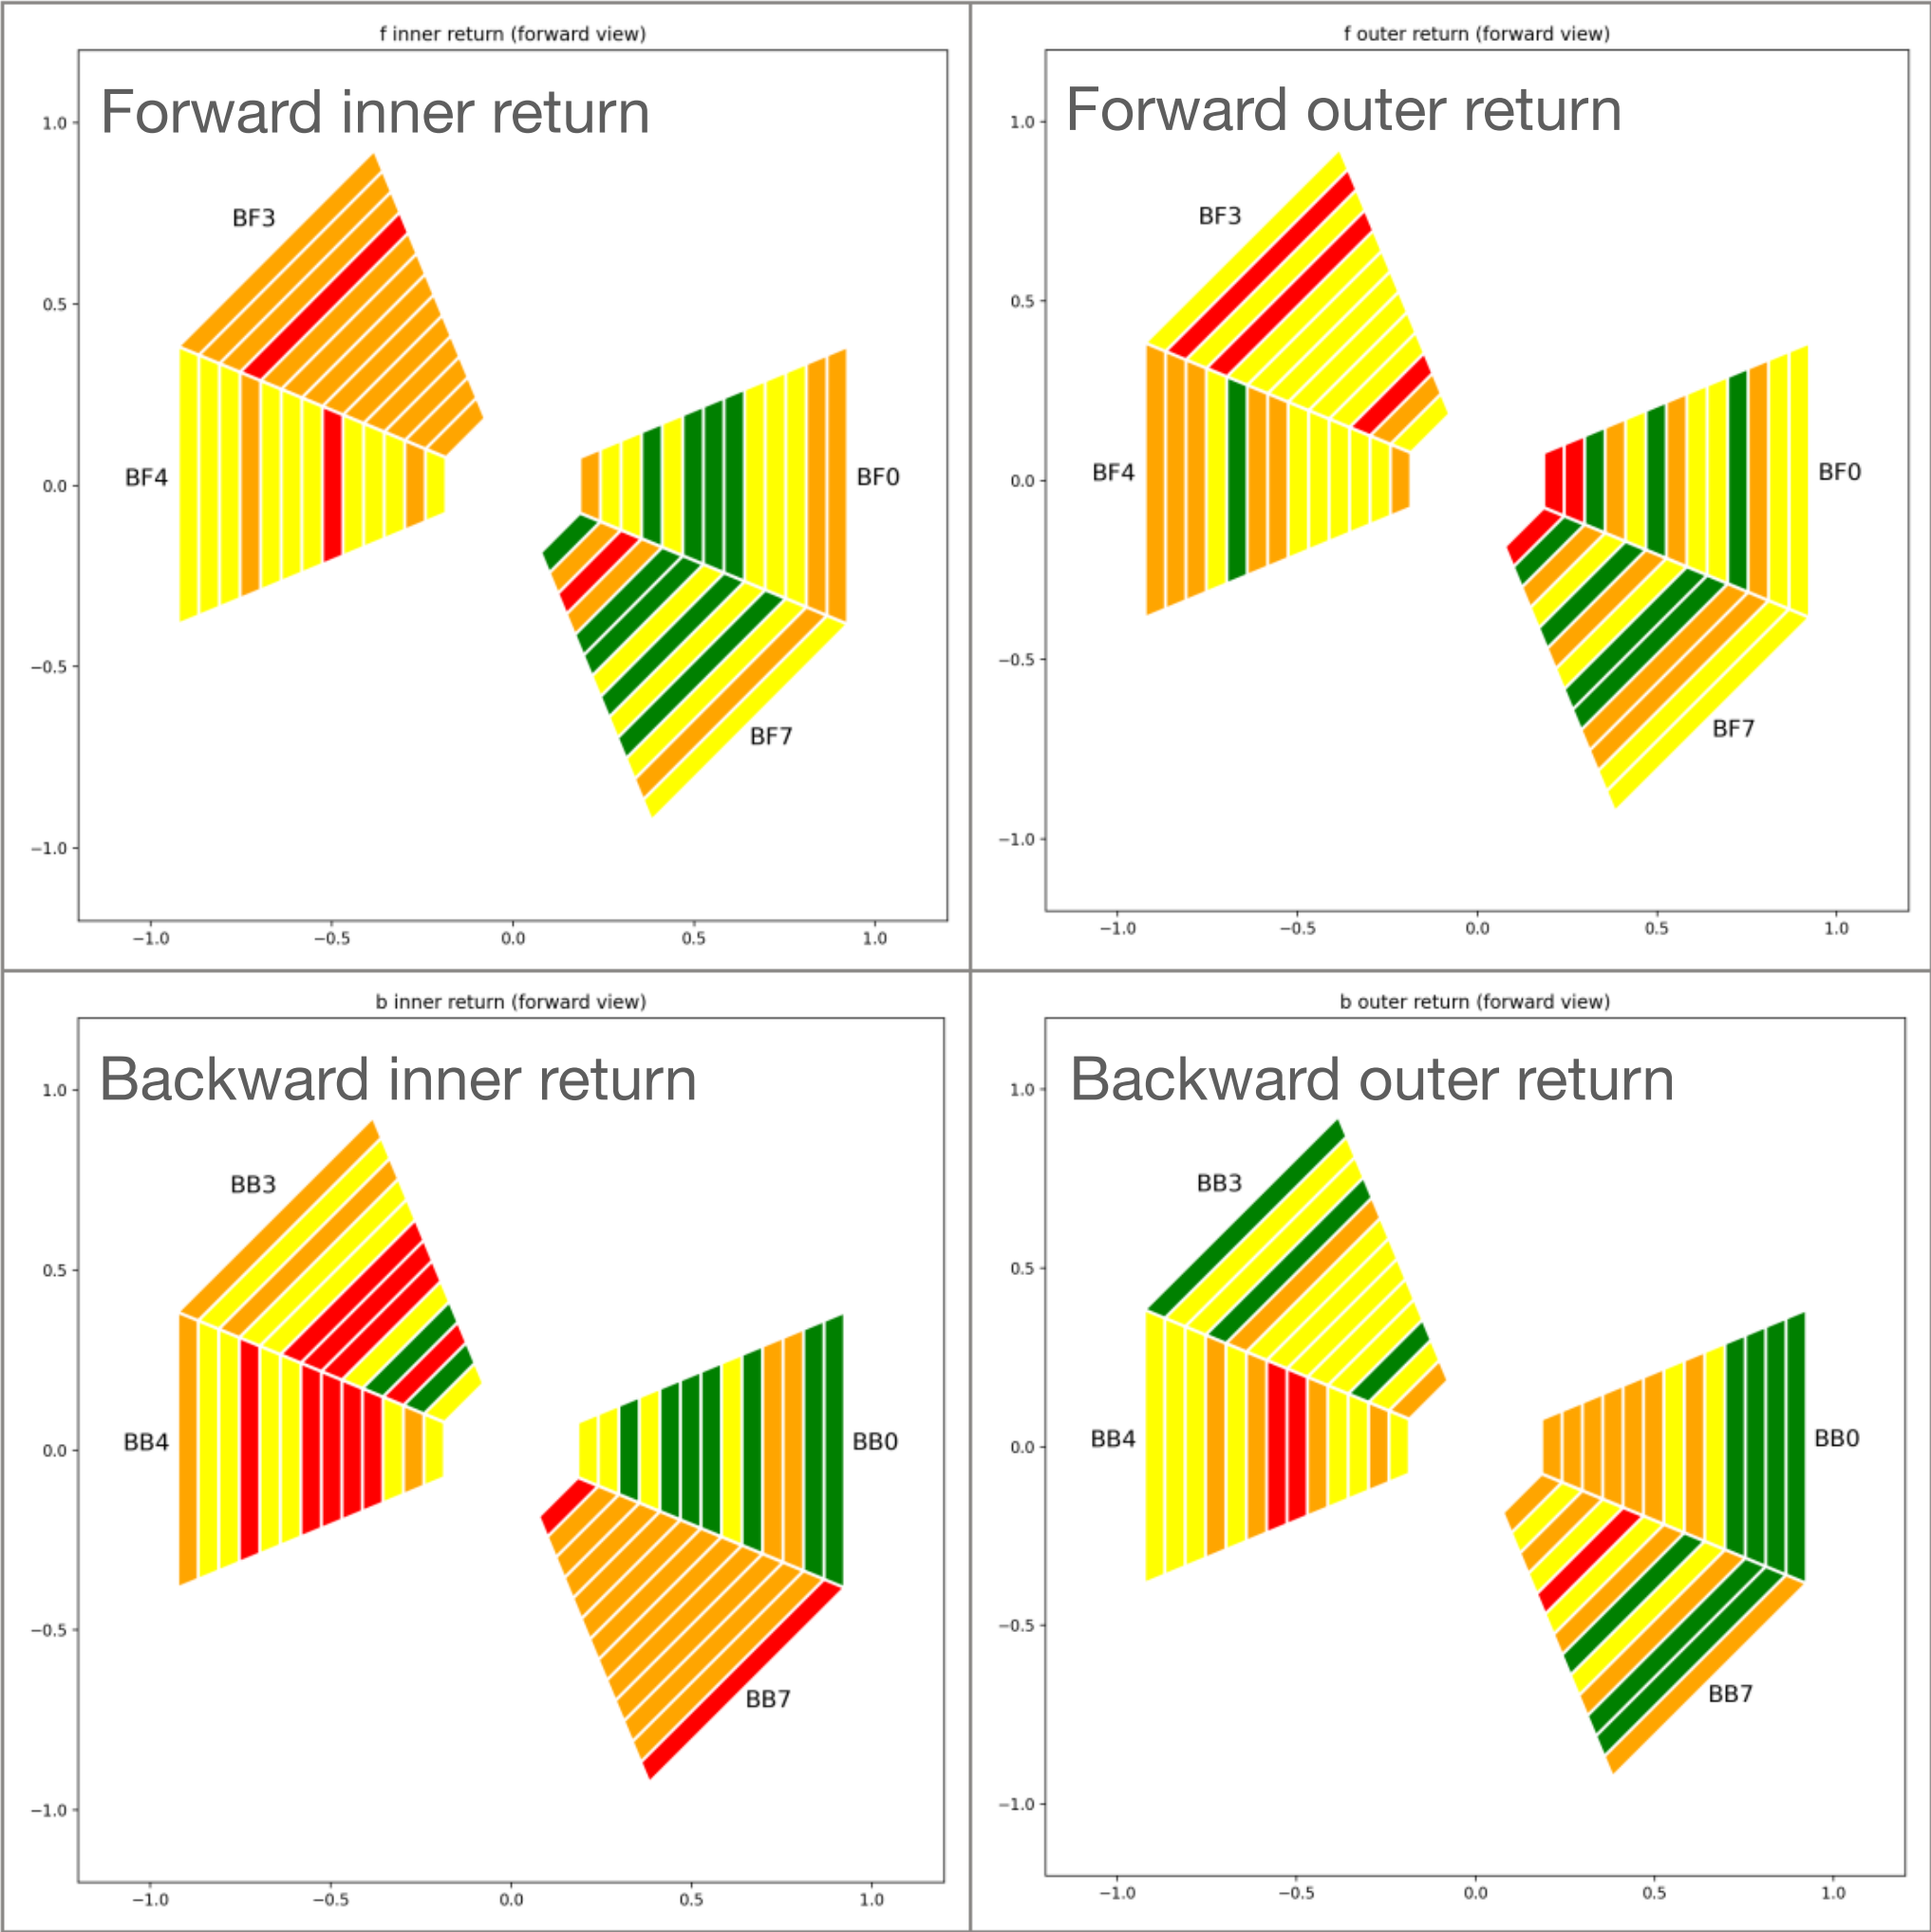 f inner return (forward view)
Forward inner return
BF3
BF4
BF0
BF7
1.0
0.5
0.0
−0.5
−1.0
−1.0
−0.5
0.0
0.5
1.0
f outer return (forward view)
Forward outer return
BF3
BF4
BF0
BF7
1.0
0.5
0.0
−0.5
−1.0
−1.0
−0.5
0.0
0.5
1.0
b inner return (forward view)
Backward inner return
BB3
BB4
BB0
BB7
1.0
0.5
0.0
−0.5
−1.0
−1.0
−0.5
0.0
0.5
1.0
b outer return (forward view)
Backward outer return
BB3
BB4
BB0
BB7
1.0
0.5
0.0
−0.5
−1.0
−1.0
−0.5
0.0
0.5
1.0